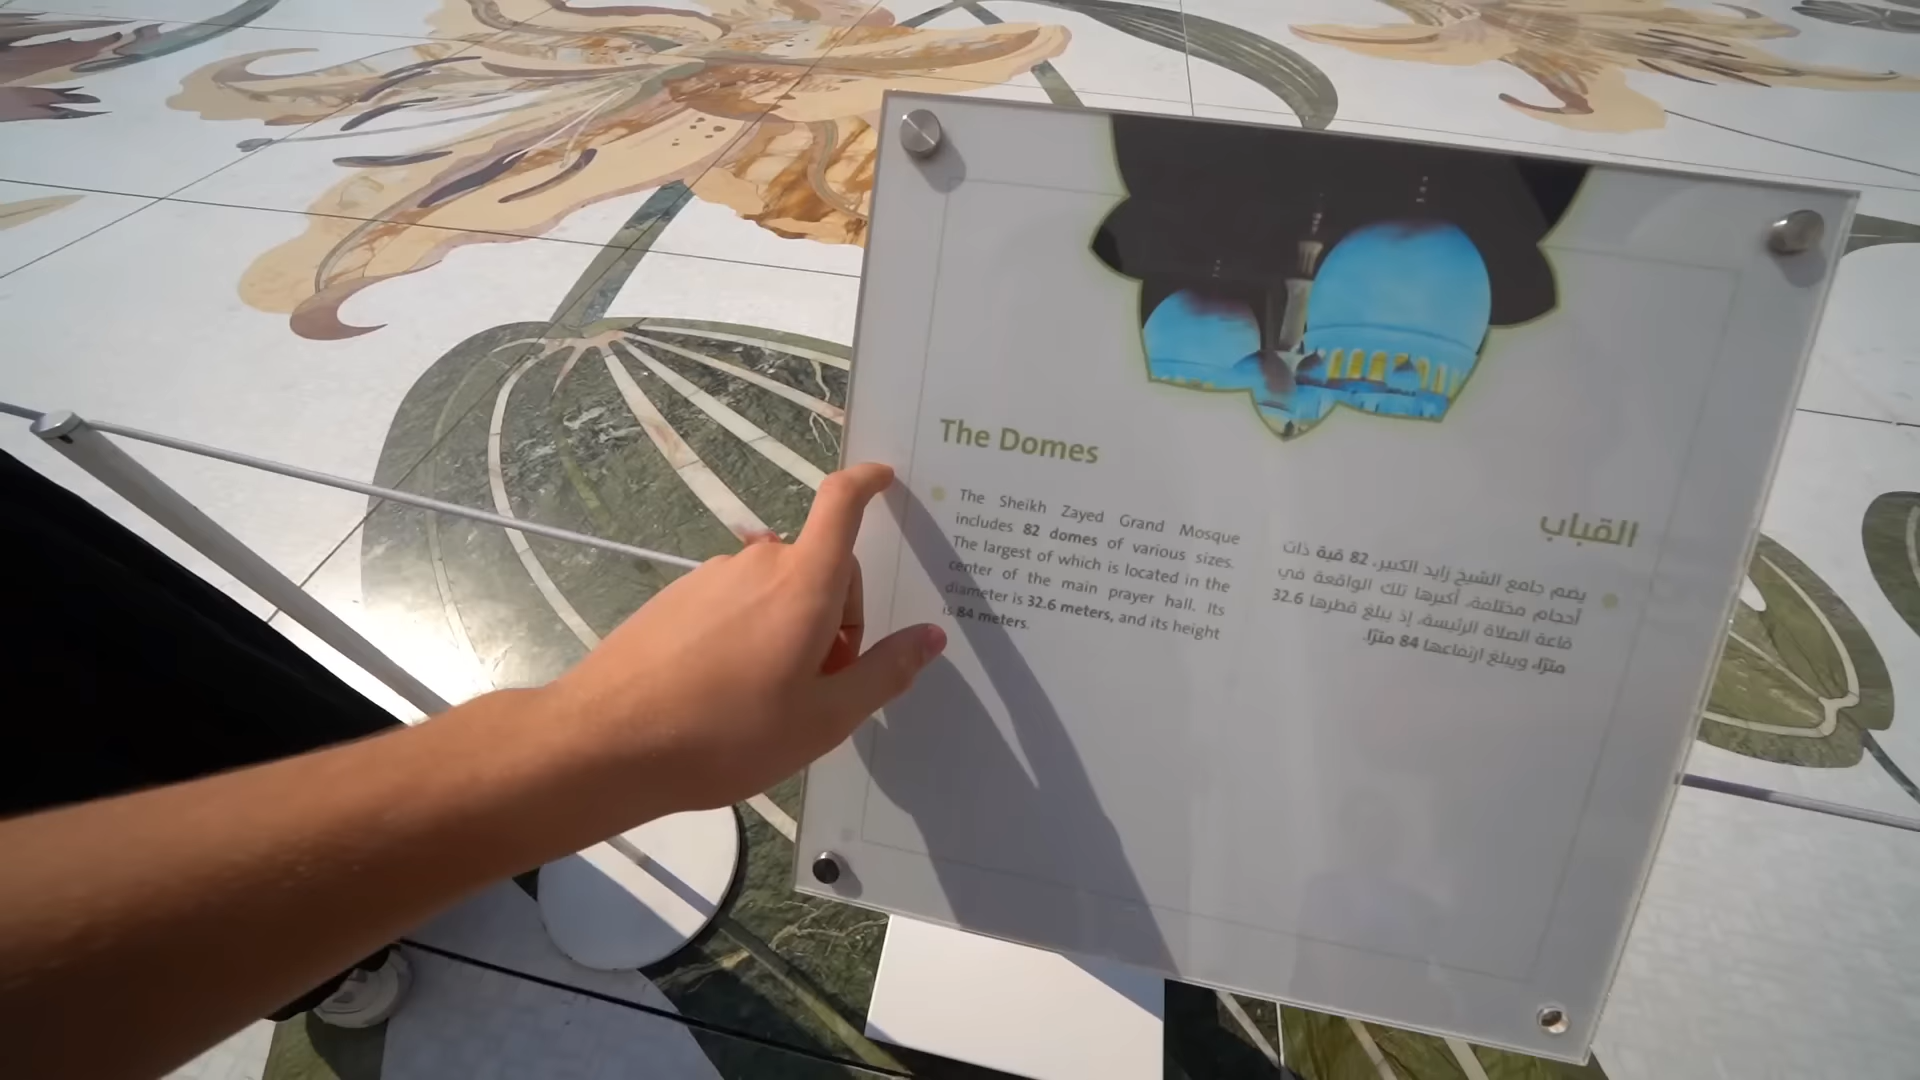 The Domes
The Sheikh Zayed Grand Mosque
includes 82 domes of various sizes.
The largest of which is located in the
center of the main prayer hall. Its
diameter is 32.6 meters, and its height
is 84 meters.
القباب
يضم جامع الشيخ زايد الكبير، 82 قبة ذات
أحجام مختلفة، أكبرها تلك الواقعة في
قاعة الصلاة الرئيسة، إذ يبلغ قطرها 32.6
مترًا، ويبلغ ارتفاعها 84 مترًا.